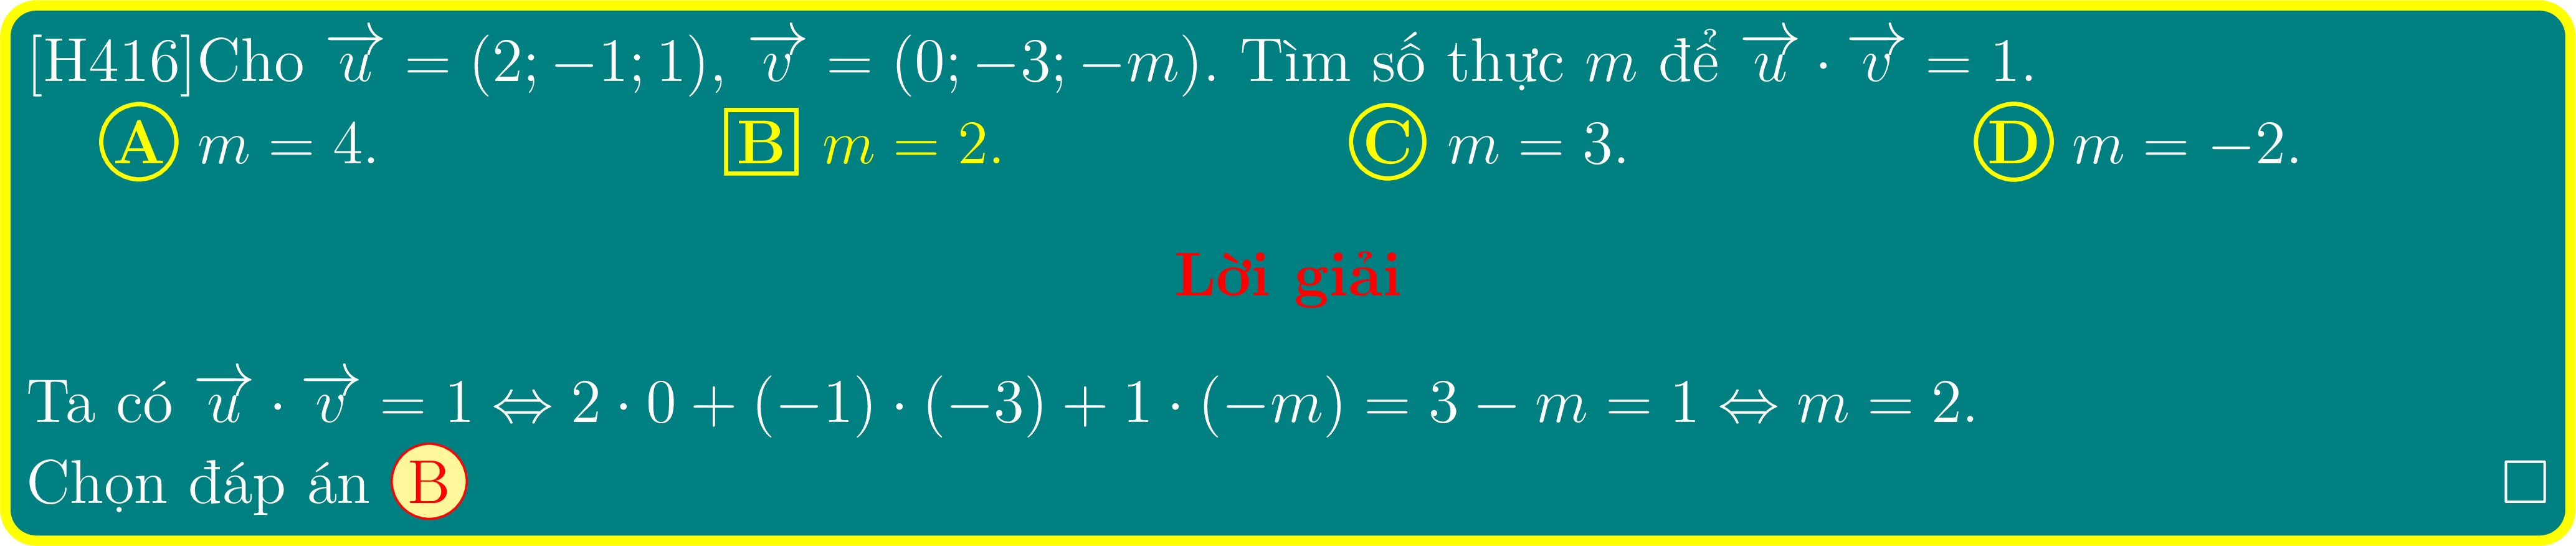 [H416]Cho $\overrightarrow{u} = (2; -1; 1)$, $\overrightarrow{v} = (0; -3; -m)$. Tìm số thực $m$ để $\overrightarrow{u} \cdot \overrightarrow{v} = 1$.
A $m = 4$. B $m = 2$. C $m = 3$. D $m = -2$.
Lời giải
Ta có $\overrightarrow{u} \cdot \overrightarrow{v} = 1 \Leftrightarrow 2 \cdot 0 + (-1) \cdot (-3) + 1 \cdot (-m) = 3 - m = 1 \Leftrightarrow m = 2$.
Chọn đáp án B □